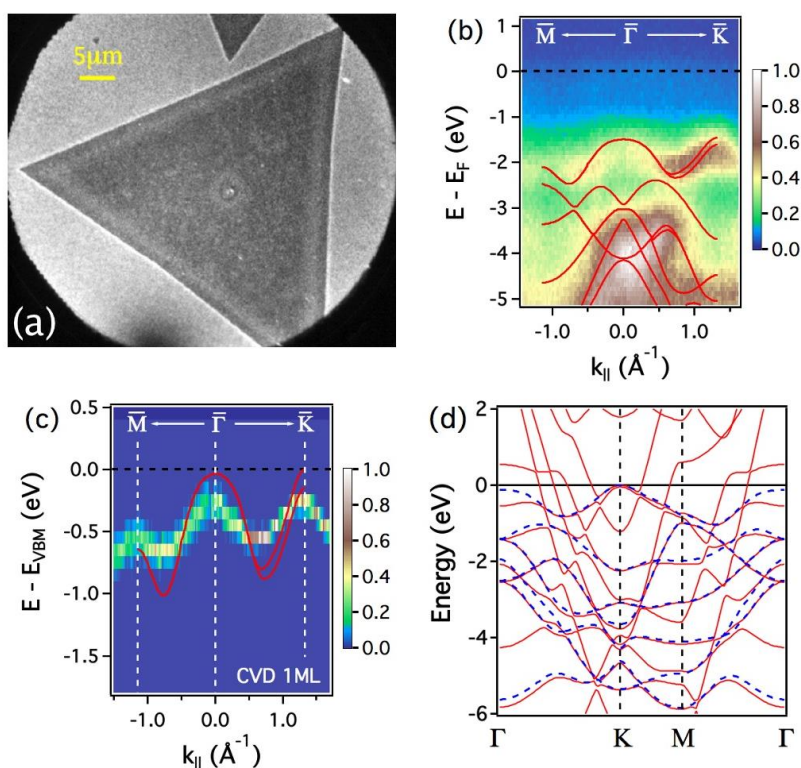 5μm
(a)
(b)
M̅ Γ̅ K̅
1
0
-1
-2
-3
-4
-5
E - E_F (eV)
-1.0 0.0 1.0
k_|| (Å⁻¹)
1.0
0.8
0.6
0.4
0.2
0.0
(c)
M̅ Γ̅ K̅
0.5
0.0
-0.5
-1.0
-1.5
E - E_VBM (eV)
CVD 1ML
-1.0 0.0 1.0
k_|| (Å⁻¹)
1.0
0.8
0.6
0.4
0.2
0.0
(d)
2
0
-2
-4
-6
Energy (eV)
Γ K M Γ